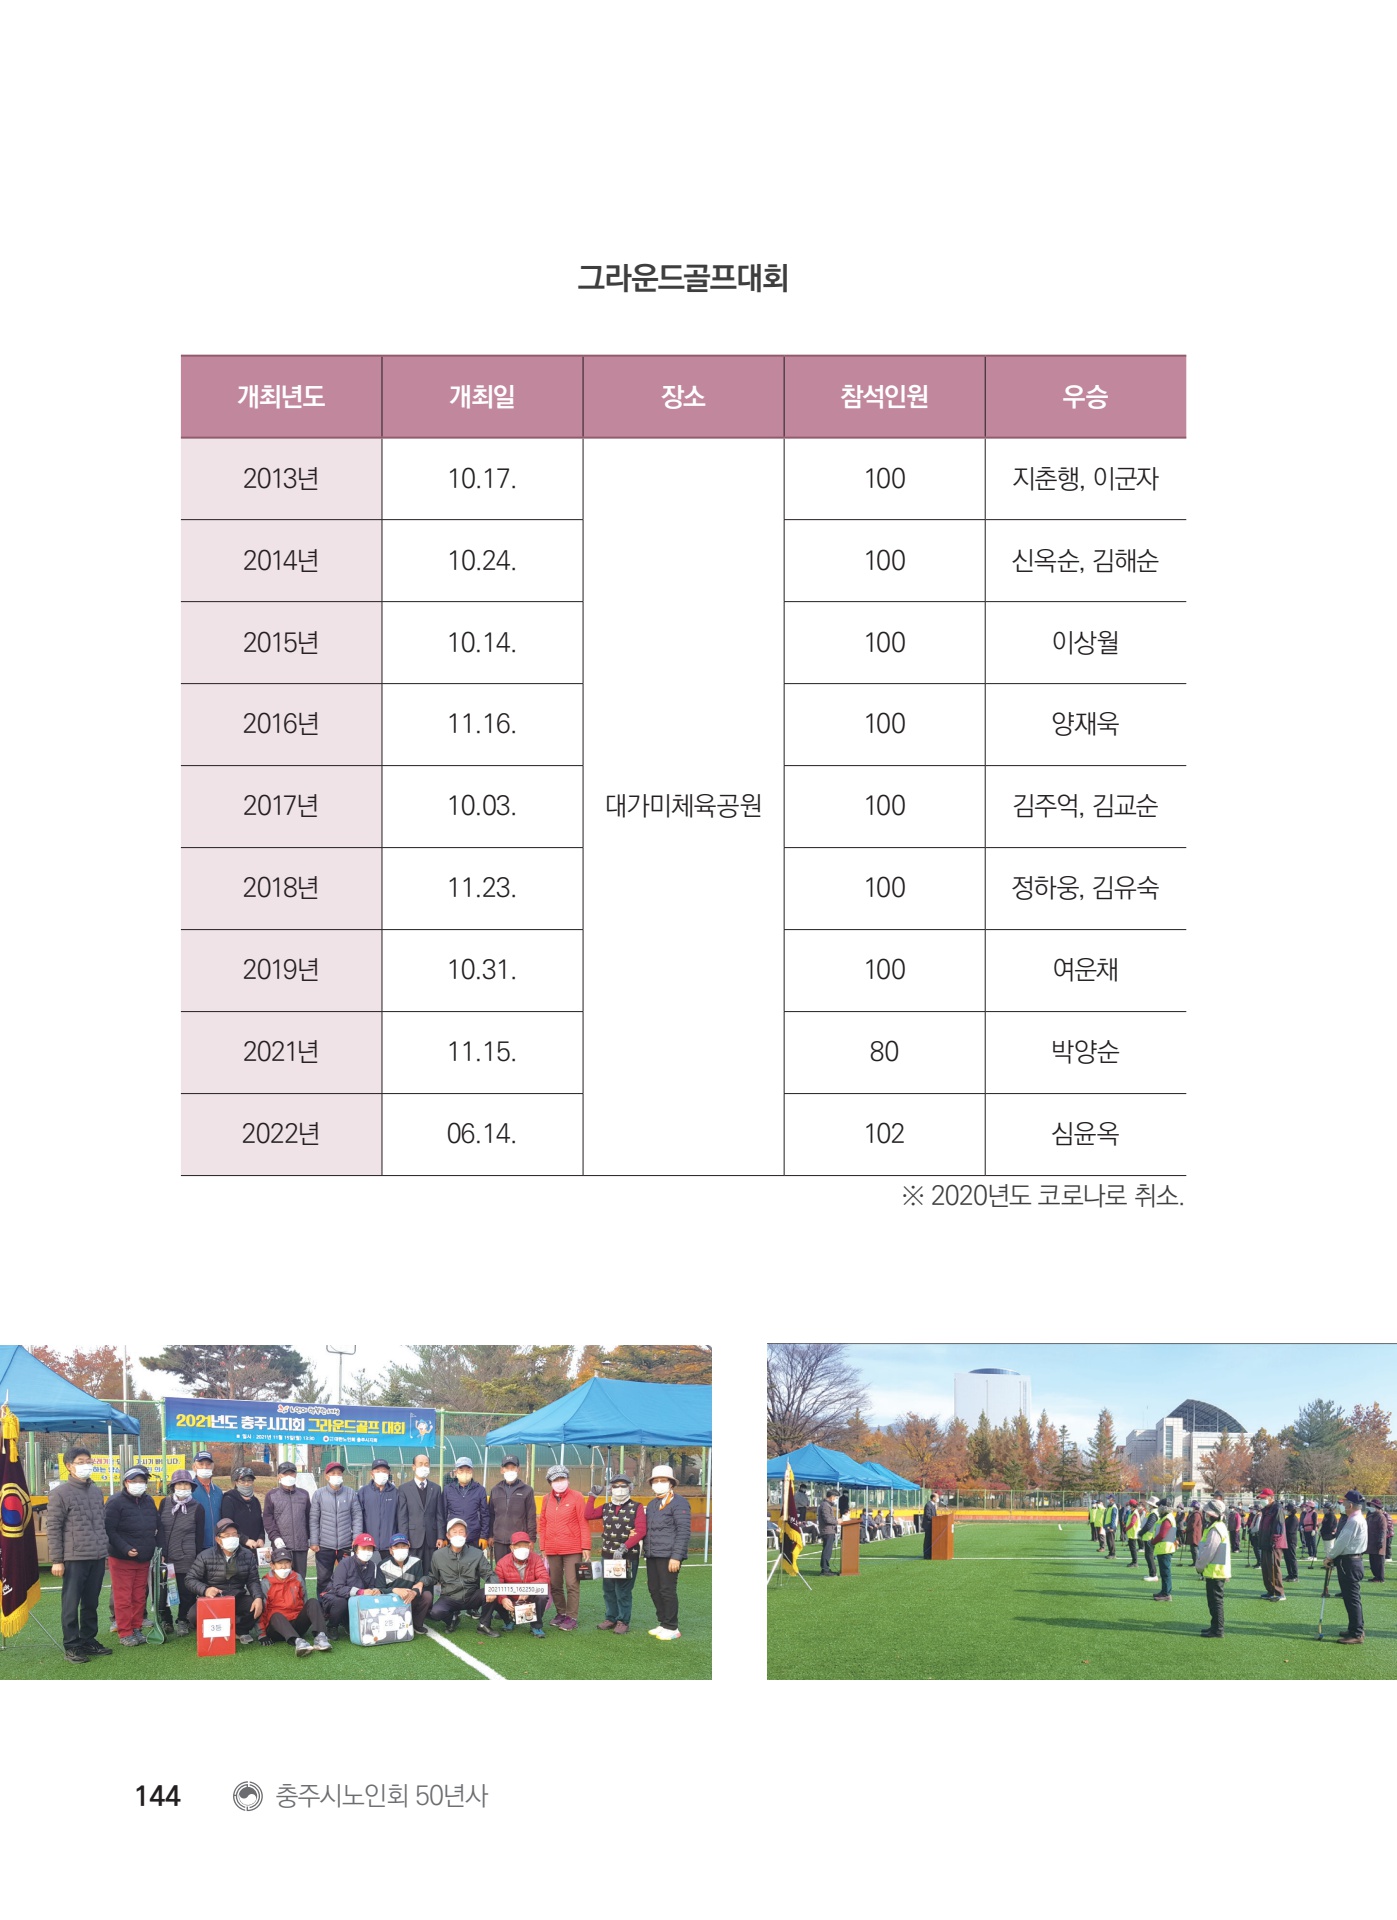 그라운드골프대회
개최년도 개최일 장소 참석인원 우승
2013년 10.17. 100 지춘행, 이군자
2014년 10.24. 100 신옥순, 김해순
2015년 10.14. 100 이상월
2016년 11.16. 100 양재욱
2017년 10.03. 대가미체육공원 100 김주억, 김교순
2018년 11.23. 100 정하웅, 김유숙
2019년 10.31. 100 여운채
2021년 11.15. 80 박양순
2022년 06.14. 102 심윤옥
※ 2020년도 코로나로 취소.
2021년도 충주시지회 그라운드골프 대회
20211115_162250.jpg
3등
144 충주시노인회 50년사